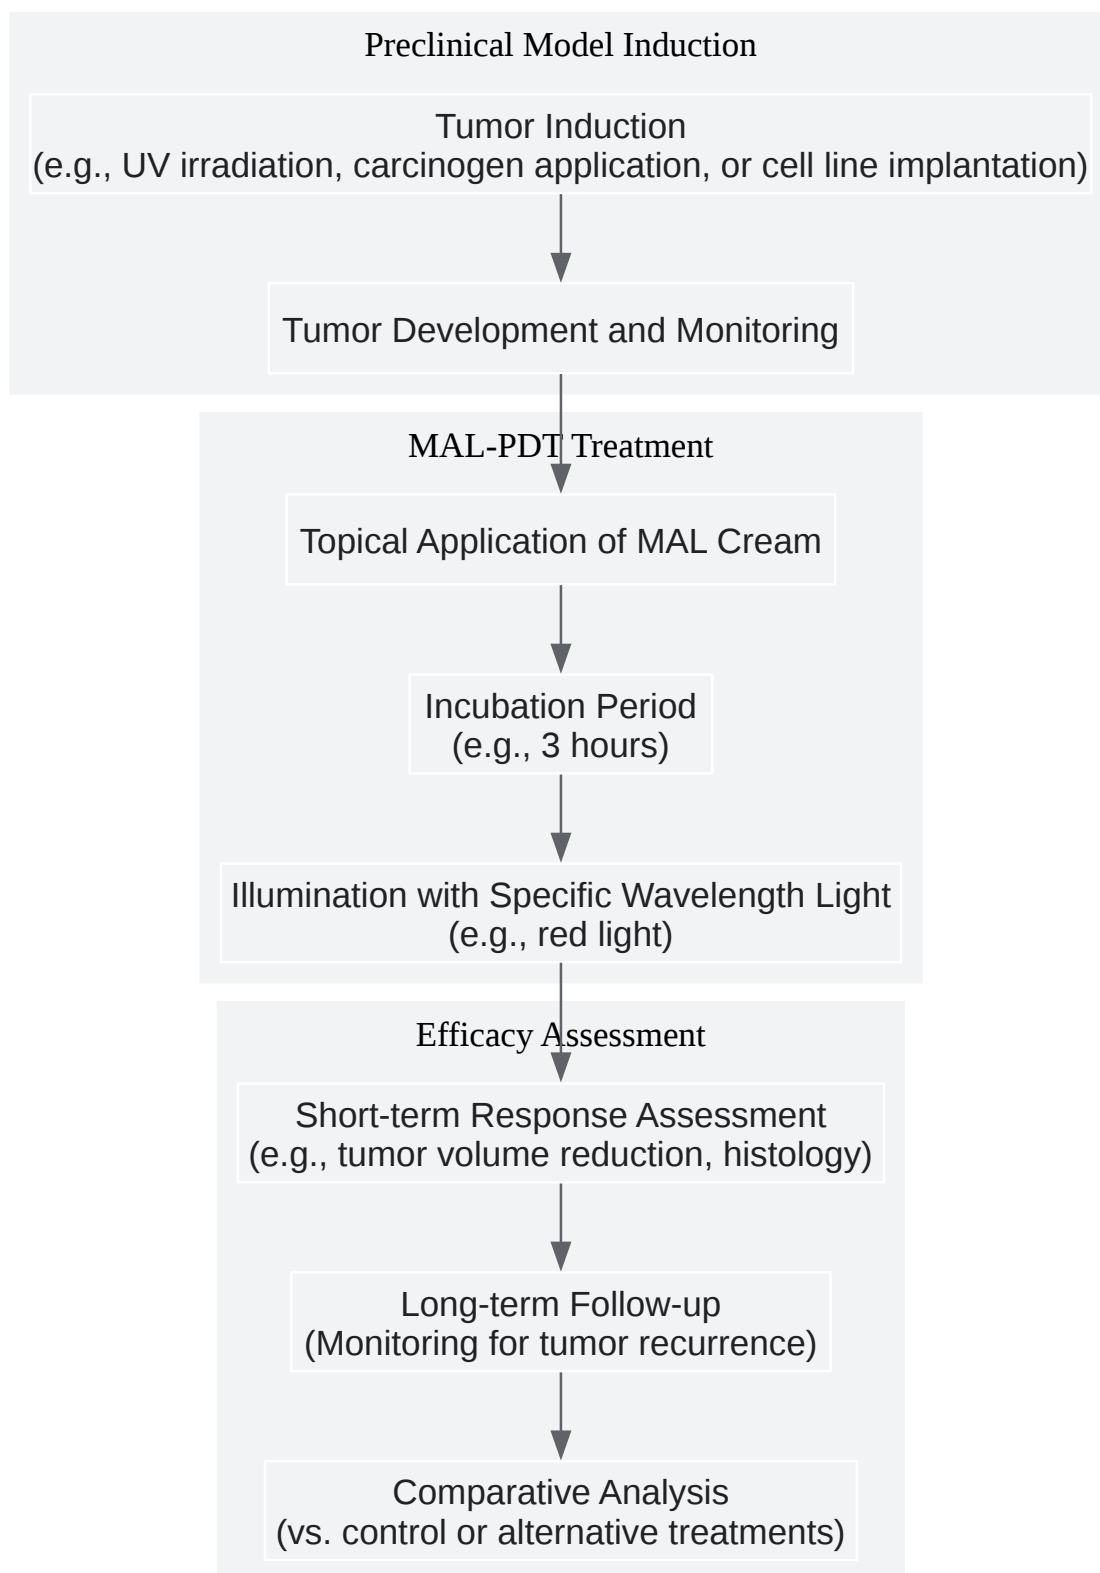 Preclinical Model Induction
Tumor Induction
(e.g., UV irradiation, carcinogen application, or cell line implantation)
Tumor Development and Monitoring
MAL-PDT Treatment
Topical Application of MAL Cream
Incubation Period
(e.g., 3 hours)
Illumination with Specific Wavelength Light
(e.g., red light)
Efficacy Assessment
Short-term Response Assessment
(e.g., tumor volume reduction, histology)
Long-term Follow-up
(Monitoring for tumor recurrence)
Comparative Analysis
(vs. control or alternative treatments)